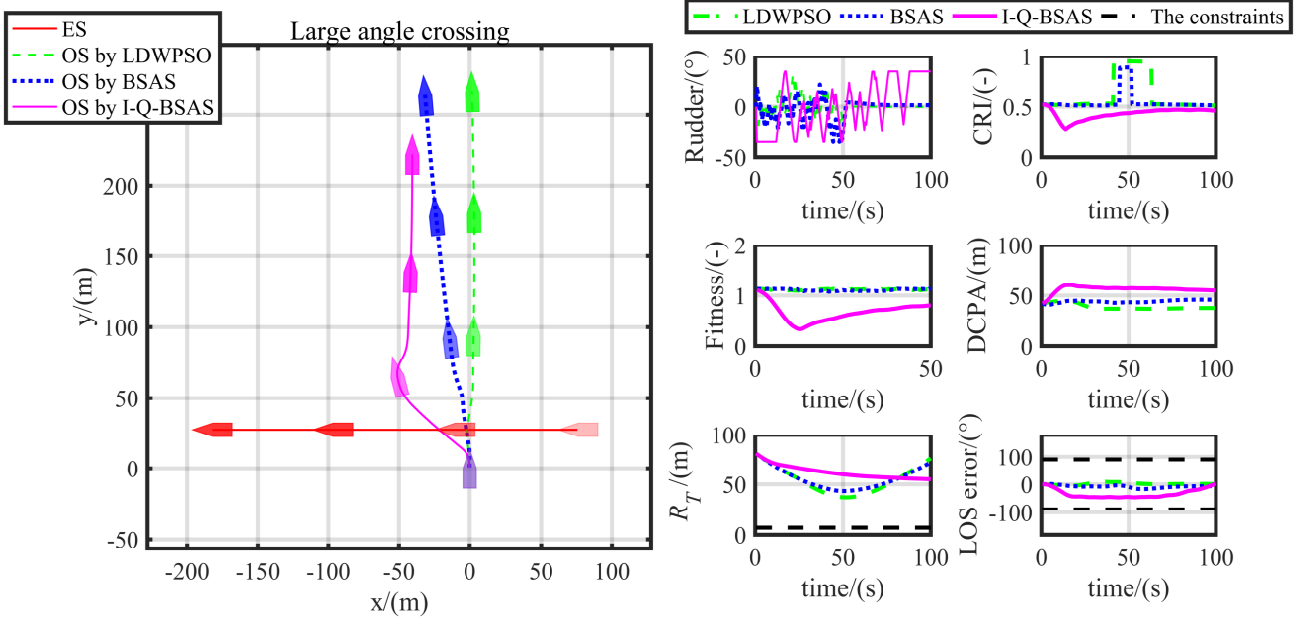 ES
OS by LDWPSO
OS by BSAS
OS by I-Q-BSAS
Large angle crossing
200
150
100
50
0
-50
y/(m)
-200
-150
-100
-50
0
50
100
x/(m)
LDWPSO
BSAS
I-Q-BSAS
The constraints
50
0
-50
Rudder/(°)
0
50
100
time/(s)
1
0.5
0
CRI/(-)
0
50
100
time/(s)
2
1
0
Fitness/(-)
0
50
time/(s)
100
50
0
DCPA/(m)
0
50
100
time/(s)
100
50
0
R_T/(m)
0
50
100
time/(s)
100
0
-100
LOS error/(°)
0
50
100
time/(s)